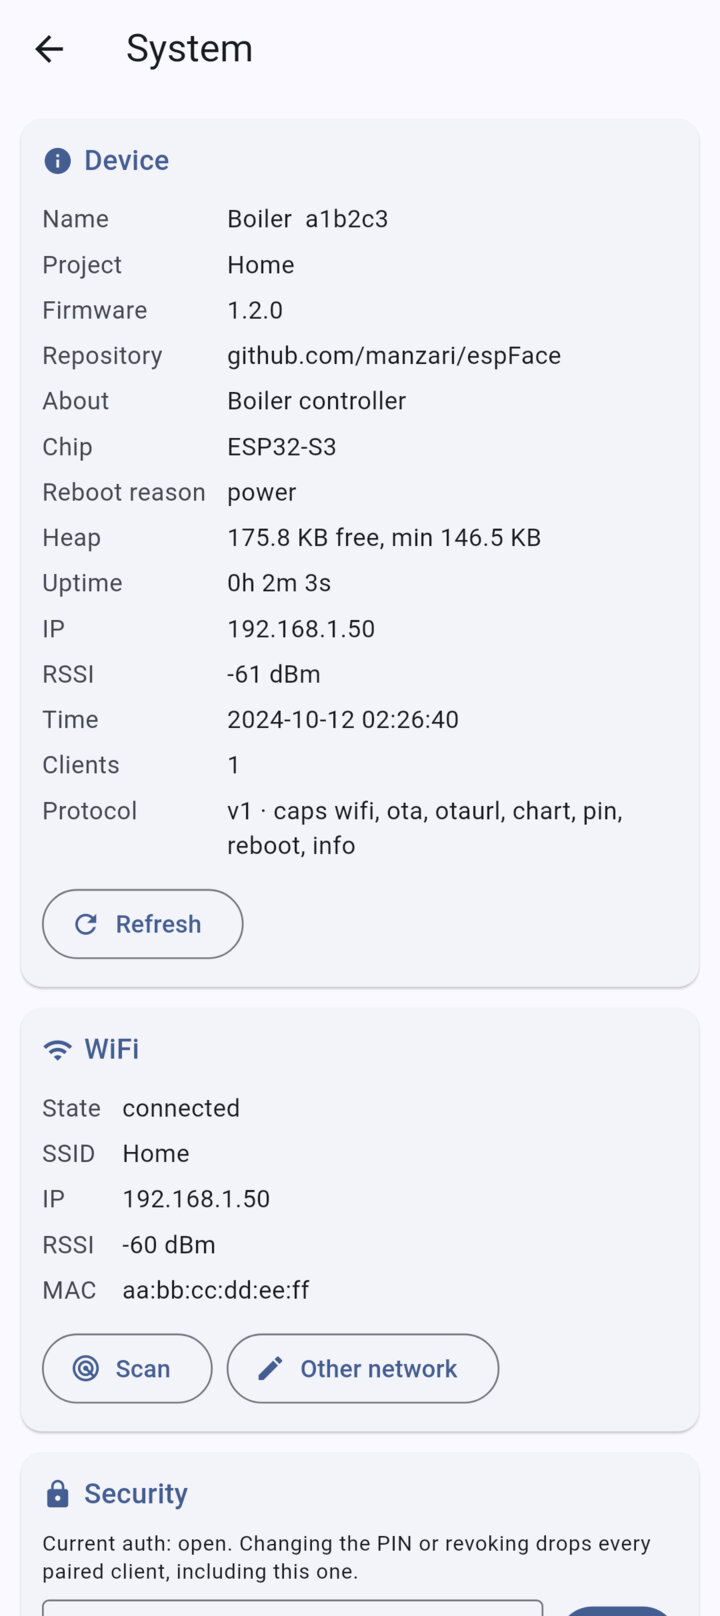 System
Device
Name Boiler a1b2c3
Project Home
Firmware 1.2.0
Repository github.com/manzari/espFace
About Boiler controller
Chip ESP32-S3
Reboot reason power
Heap 175.8 KB free, min 146.5 KB
Uptime 0h 2m 3s
IP 192.168.1.50
RSSI -61 dBm
Time 2024-10-12 02:26:40
Clients 1
Protocol v1 · caps wifi, ota, otaurl, chart, pin,
reboot, info
Refresh
WiFi
State connected
SSID Home
IP 192.168.1.50
RSSI -60 dBm
MAC aa:bb:cc:dd:ee:ff
Scan Other network
Security
Current auth: open. Changing the PIN or revoking drops every
paired client, including this one.